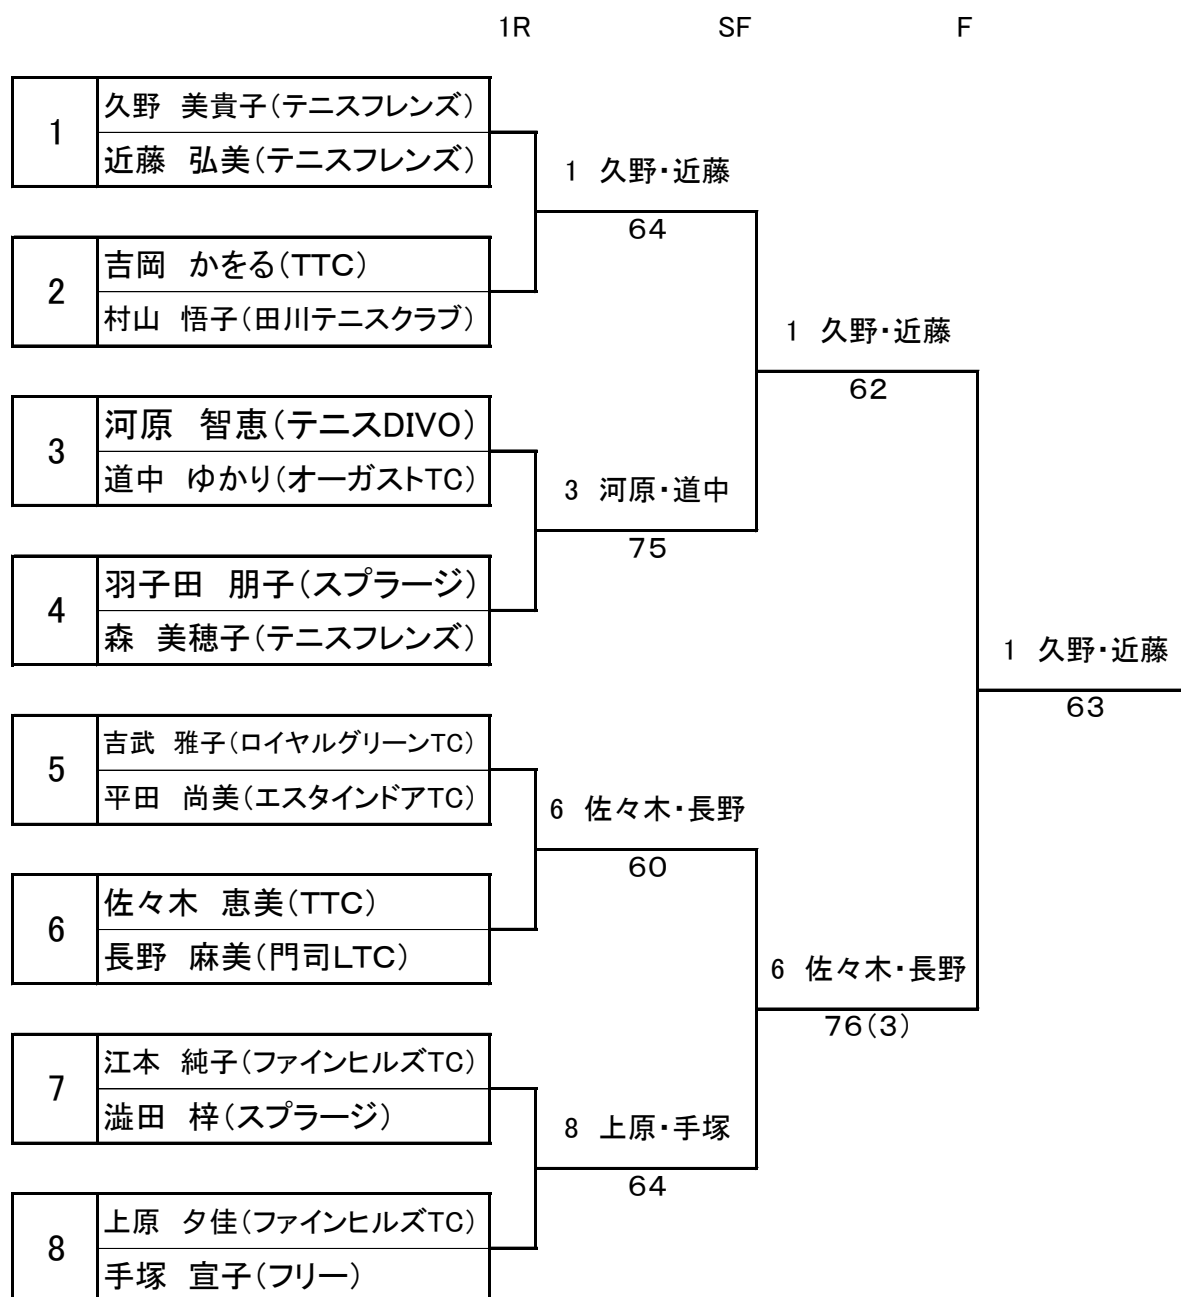 1R SF F
1 久野 美貴子(テニスフレンズ)
近藤 弘美(テニスフレンズ)
1 久野・近藤
64
2 吉岡 かをる(TTC)
村山 悟子(田川テニスクラブ)
1 久野・近藤
62
3 河原 智恵(テニスDIVO)
道中 ゆかり(オーガストTC)
3 河原・道中
75
4 羽子田 朋子(スプラージ)
森 美穂子(テニスフレンズ)
1 久野・近藤
63
5 吉武 雅子(ロイヤルグリーンTC)
平田 尚美(エスタインドアTC)
6 佐々木・長野
60
6 佐々木 恵美(TTC)
長野 麻美(門司LTC)
6 佐々木・長野
76(3)
7 江本 純子(ファインヒルズTC)
澁田 梓(スプラージ)
8 上原・手塚
64
8 上原 夕佳(ファインヒルズTC)
手塚 宣子(フリー)